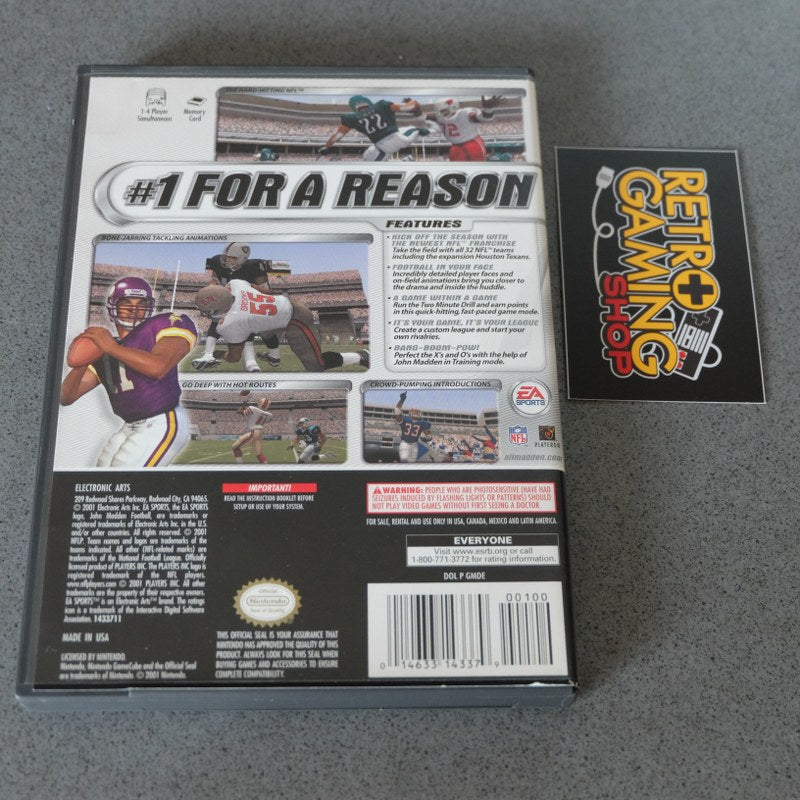 THE HARD-HITTING NFL™
1-4 Player
Simultaneous
Memory
Card
22
12
#1 FOR A REASON
FEATURES
• KICK OFF THE SEASON WITH
THE NEWEST NFL™ FRANCHISE
Take the field with all 32 NFL™ teams
including the expansion Houston Texans.
• FOOTBALL IN YOUR FACE
Incredibly detailed player faces and
on-field animations bring you closer to
the drama and inside the huddle.
• A GAME WITHIN A GAME
Run the Two Minute Drill and earn points
in this quick-hitting, fast-paced game mode.
• IT'S YOUR GAME, IT'S YOUR LEAGUE
Create a custom league and start your
own rivalries.
• BANG-BOOM-POW!
Perfect the X's and O's with the help of
John Madden in Training mode.
BONE-JARRING TACKLING ANIMATIONS
BROOKS
55
11
GO DEEP WITH HOT ROUTES
CROWD-PUMPING INTRODUCTIONS
33
EA
SPORTS
NFL
PLAYERS INC
allmadden.com
ELECTRONIC ARTS
209 Redwood Shores Parkway, Redwood City, CA 94065.
© 2001 Electronic Arts Inc. EA SPORTS, the EA SPORTS
logo, John Madden Football, are trademarks or
registered trademarks of Electronic Arts Inc. in the U.S.
and/or other countries. All rights reserved. © 2001
NFLP. Team names and logos are trademarks of the
teams indicated. All other (NFL-related marks) are
trademarks of the National Football League. Officially
licensed product of PLAYERS INC. The PLAYERS INC logo is
registered trademark of the NFL players.
www.nflplayers.com © 2001 PLAYERS INC. All other
trademarks are the property of their respective owners.
EA SPORTS™ is an Electronic Arts™ brand. The ratings
icon is a trademark of the Interactive Digital Software
Association. 1433711
MADE IN USA
LICENSED BY NINTENDO
Nintendo, Nintendo GameCube and the Official Seal
are trademarks of Nintendo. © 2001 Nintendo.
IMPORTANT!
READ THE INSTRUCTION BOOKLET BEFORE
SETUP OR USE OF YOUR SYSTEM.
Official
Nintendo
Seal of Quality
THIS OFFICIAL SEAL IS YOUR ASSURANCE THAT
NINTENDO HAS APPROVED THE QUALITY OF THIS
PRODUCT. ALWAYS LOOK FOR THIS SEAL WHEN
BUYING GAMES AND ACCESSORIES TO ENSURE
COMPLETE COMPATIBILITY.
WARNING: PEOPLE WHO ARE PHOTOSENSITIVE (HAVE HAD
SEIZURES INDUCED BY FLASHING LIGHTS OR PATTERNS) SHOULD
NOT PLAY VIDEO GAMES WITHOUT FIRST SEEING A DOCTOR.
FOR SALE, RENTAL AND USE ONLY IN USA, CANADA, MEXICO AND LATIN AMERICA.
EVERYONE
Visit www.esrb.org or call
1-800-771-3772 for rating information.
DOL P GMDE
00100
0 14633 14337 9
RETRO
GAMING
SHOP